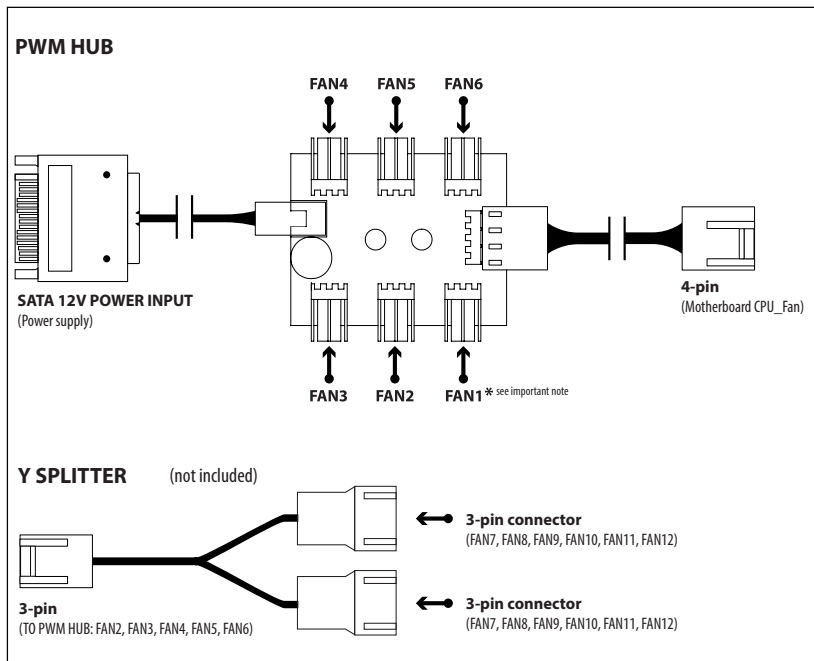 PWM HUB
FAN4 FAN5 FAN6
SATA 12V POWER INPUT
(Power supply)
4-pin
(Motherboard CPU_Fan)
FAN3 FAN2 FAN1* see important note
Y SPLITTER (not included)
3-pin connector
(FAN7, FAN8, FAN9, FAN10, FAN11, FAN12)
3-pin
(TO PWM HUB: FAN2, FAN3, FAN4, FAN5, FAN6)
3-pin connector
(FAN7, FAN8, FAN9, FAN10, FAN11, FAN12)